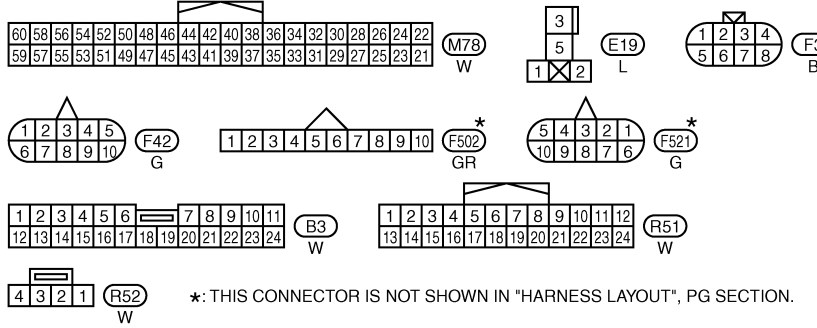 60 58 56 54 52 50 48 46 44 42 40 38 36 34 32 30 28 26 24 22
59 57 55 53 51 49 47 45 43 41 39 37 35 33 31 29 27 25 23 21
M78
W
3
5
1 2
E19
L
1 2 3 4
5 6 7 8
1 2 3 4 5
6 7 8 9 10
F42
G
1 2 3 4 5 6 7 8 9 10
*
F502
GR
5 4 3 2 1
10 9 8 7 6
*
F521
G
1 2 3 4 5 6 7 8 9 10 11
12 13 14 15 16 17 18 19 20 21 22 23 24
B3
W
1 2 3 4 5 6 7 8 9 10 11 12
13 14 15 16 17 18 19 20 21 22 23 24
R51
W
4 3 2 1
R52
W
*: THIS CONNECTOR IS NOT SHOWN IN "HARNESS LAYOUT", PG SECTION.